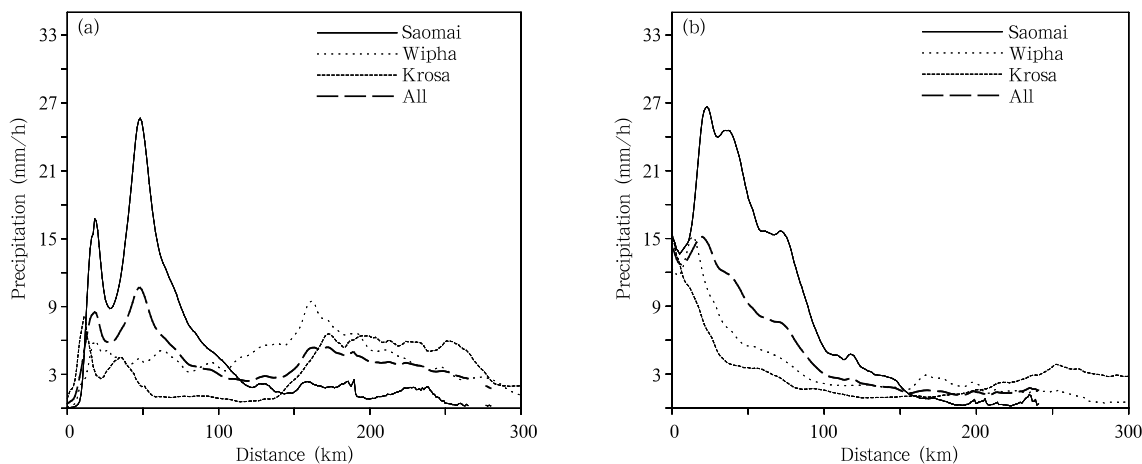 (a)
Saomai
Wipha
Krosa
All
33
27
21
15
9
3
0
100
200
300
Precipitation (mm/h)
Distance (km)
(b)
Saomai
Wipha
Krosa
All
33
27
21
15
9
3
0
100
200
300
Precipitation (mm/h)
Distance (km)